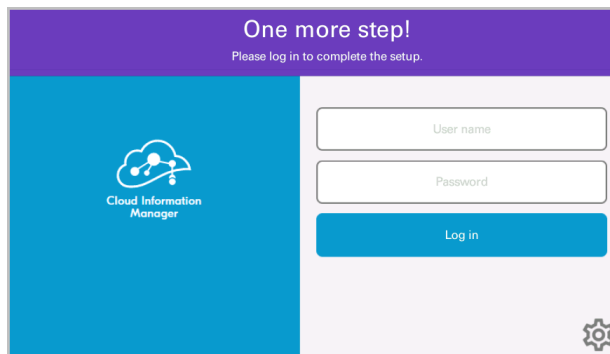 One more step!
Please log in to complete the setup.
Cloud Information
Manager
User name
Password
Log in